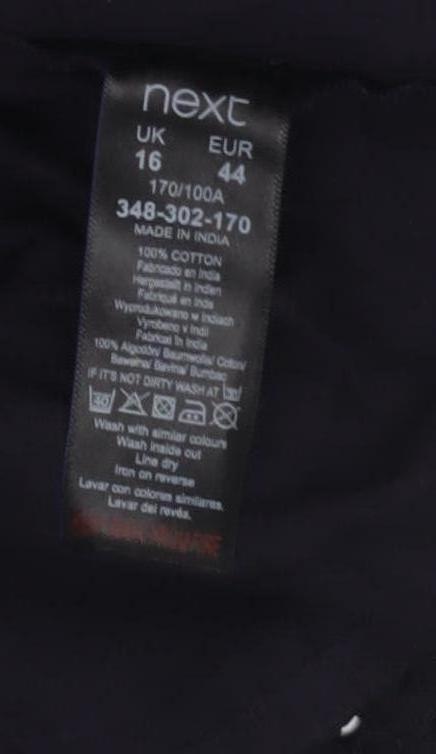 next
UK EUR
16 44
170/100A
348-302-170
MADE IN INDIA
100% COTTON
Fabricado en India
Hergestellt in Indien
Fabriqué en Inde
Wyprodukowano w Indiach
Vyrobeno v Indii
Fabricat în India
100% Algodón/ Baumwolle/ Coton/
Bawełna/ Bavlna/ Bumbac
IF IT'S NOT DIRTY WASH AT 30
40
Wash with similar colours
Wash inside out
Line dry
Iron on reverse
Lavar con colores similares.
Lavar del revés.